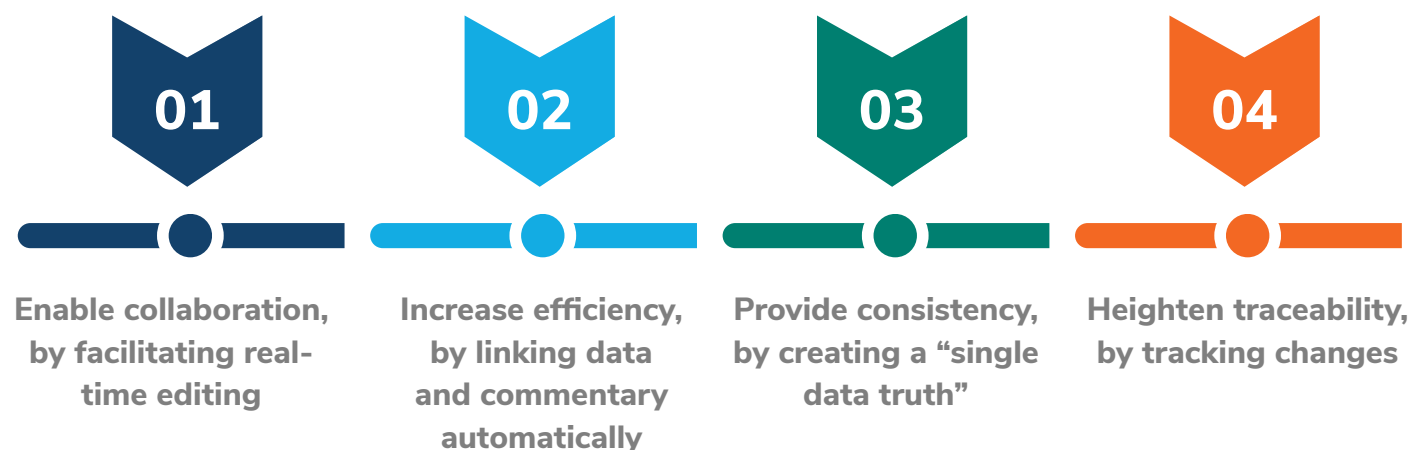 01
Enable collaboration,
by facilitating real-
time editing
02
Increase efficiency,
by linking data
and commentary
automatically
03
Provide consistency,
by creating a “single
data truth”
04
Heighten traceability,
by tracking changes